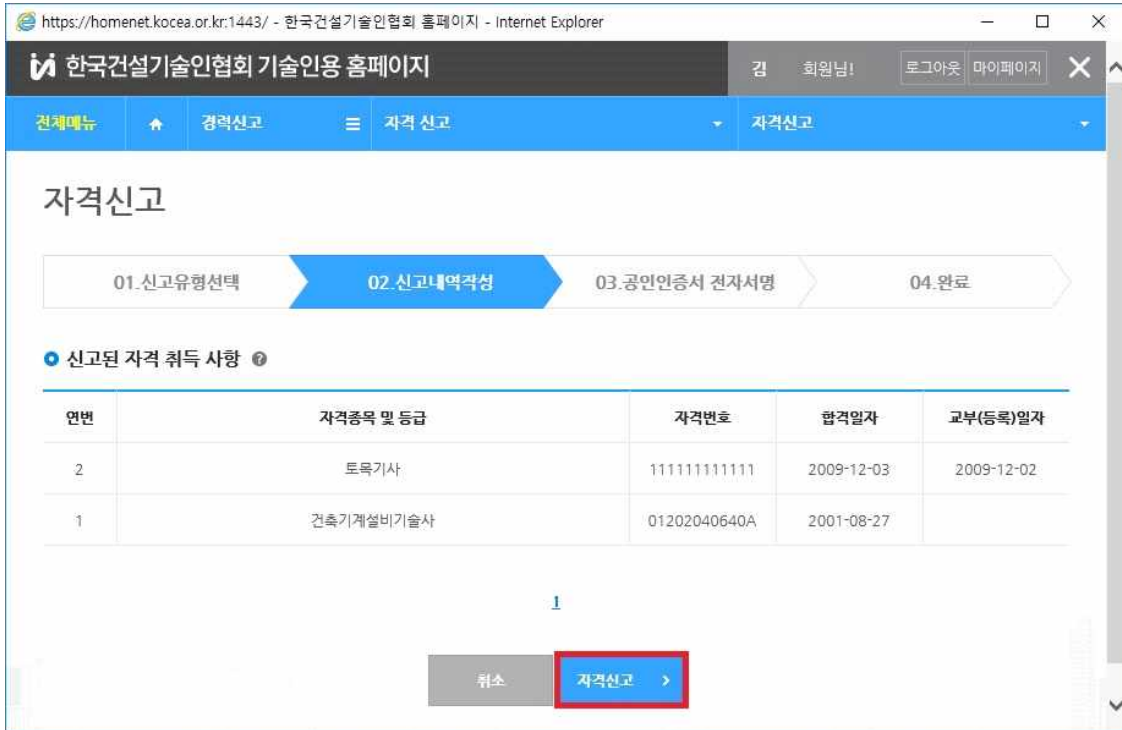 https://homenet.kocea.or.kr:1443/ - 한국건설기술인협회 홈페이지 - Internet Explorer
한국건설기술인협회 기술인용 홈페이지 김 회원님! 로그아웃 마이페이지
전체메뉴 경력신고 자격 신고 자격신고
자격신고
01.신고유형선택 02.신고내역작성 03.공인인증서 전자서명 04.완료
신고된 자격 취득 사항
연번 자격종목 및 등급 자격번호 합격일자 교부(등록)일자
2 토목기사 111111111111 2009-12-03 2009-12-02
1 건축기계설비기술사 01202040640A 2001-08-27
1
취소 자격신고 >